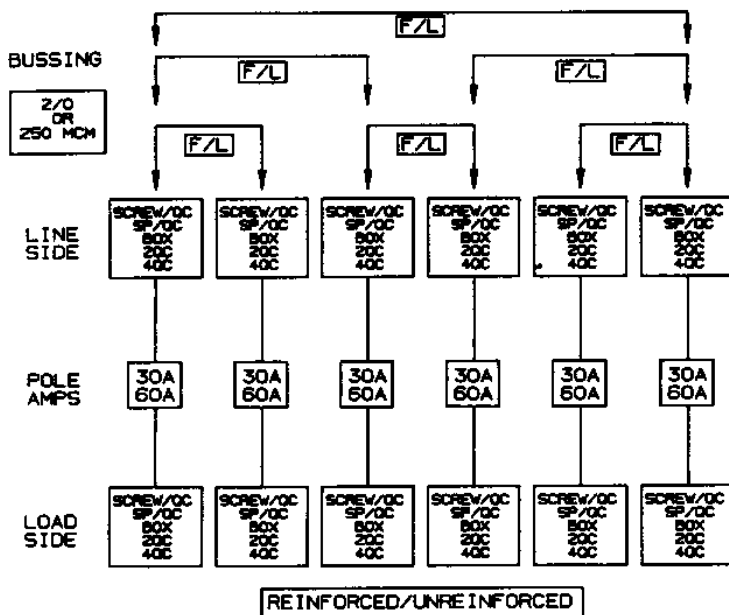 F/L
BUSSING
F/L F/L
2/0
OR
250 MCM
F/L F/L F/L
LINE
SIDE
SCREW/QC SCREW/QC SCREW/QC SCREW/QC SCREW/QC SCREW/QC
SP/QC SP/QC SP/QC SP/QC SP/QC SP/QC
BOX BOX BOX BOX BOX BOX
2QC 2QC 2QC 2QC 2QC 2QC
4QC 4QC 4QC 4QC 4QC 4QC
POLE
AMPS
30A 30A 30A 30A 30A 30A
60A 60A 60A 60A 60A 60A
LOAD
SIDE
SCREW/QC SCREW/QC SCREW/QC SCREW/QC SCREW/QC SCREW/QC
SP/QC SP/QC SP/QC SP/QC SP/QC SP/QC
BOX BOX BOX BOX BOX BOX
2QC 2QC 2QC 2QC 2QC 2QC
4QC 4QC 4QC 4QC 4QC 4QC
REINFORCED/UNREINFORCED